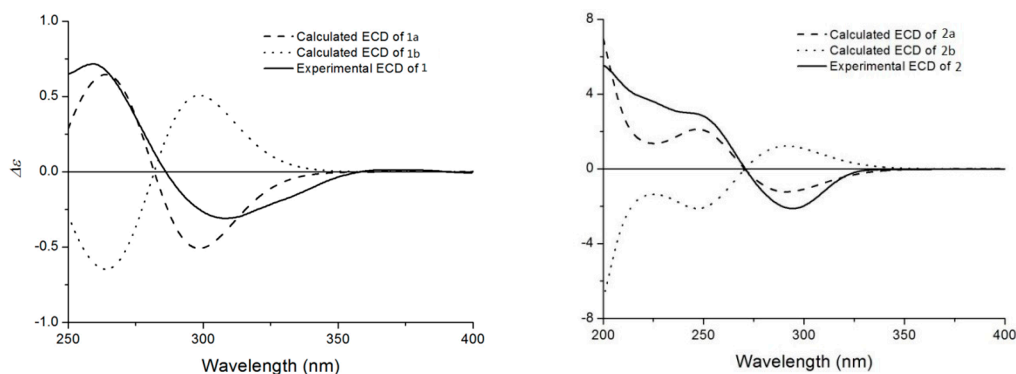 1.0
0.5
0.0
-0.5
-1.0
Δε
250
300
350
400
Wavelength (nm)
Calculated ECD of 1a
Calculated ECD of 1b
Experimental ECD of 1
8
4
0
-4
-8
200
250
300
350
400
Wavelength (nm)
Calculated ECD of 2a
Calculated ECD of 2b
Experimental ECD of 2